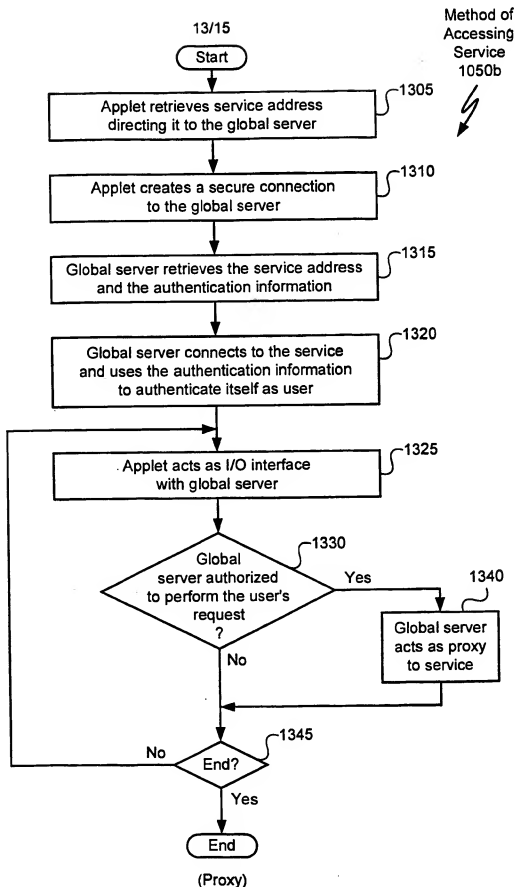 13/15
Method of
Accessing
Service
1050b
Start
Applet retrieves service address
directing it to the global server
1305
Applet creates a secure connection
to the global server
1310
Global server retrieves the service address
and the authentication information
1315
Global server connects to the service
and uses the authentication information
to authenticate itself as user
1320
Applet acts as I/O interface
with global server
1325
Global
server authorized
to perform the user's
request
?
1330
Yes
No
Global server
acts as proxy
to service
1340
End?
1345
No
Yes
End
(Proxy)